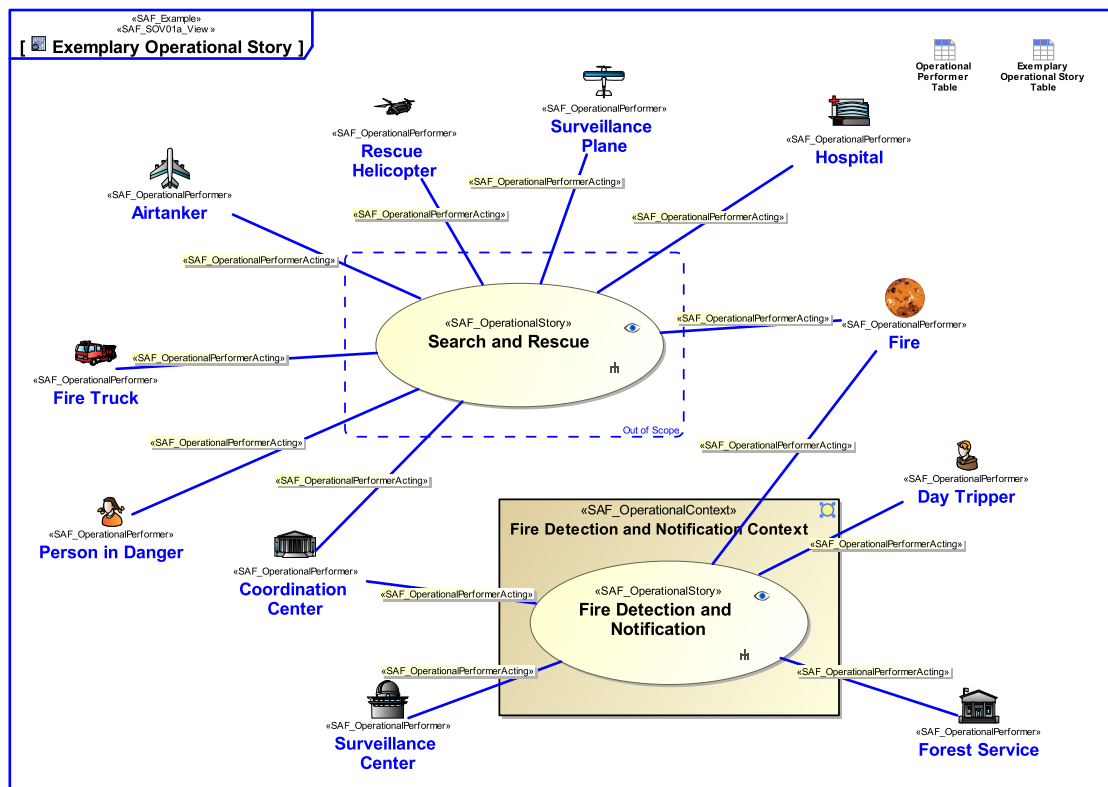 «SAF_Example»
«SAF_SOV01a_View »
[ Exemplary Operational Story ]
Operational
Performer
Table
Exemplary
Operational Story
Table
«SAF_OperationalPerformer»
Surveillance
Plane
«SAF_OperationalPerformer»
Rescue
Helicopter
«SAF_OperationalPerformer»
Hospital
«SAF_OperationalPerformer»
Airtanker
«SAF_OperationalPerformerActing»
«SAF_OperationalPerformerActing»
«SAF_OperationalPerformerActing»
«SAF_OperationalPerformerActing»
«SAF_OperationalStory»
Search and Rescue
Out of Scope
«SAF_OperationalPerformerActing»
«SAF_OperationalPerformer»
Fire
«SAF_OperationalPerformerActing»
«SAF_OperationalPerformer»
Fire Truck
«SAF_OperationalPerformerActing»
«SAF_OperationalPerformerActing»
«SAF_OperationalPerformerActing»
«SAF_OperationalPerformer»
Day Tripper
«SAF_OperationalPerformer»
Person in Danger
«SAF_OperationalContext»
Fire Detection and Notification Context
«SAF_OperationalPerformerActing»
«SAF_OperationalPerformer»
Coordination
Center
«SAF_OperationalPerformerActing»
«SAF_OperationalStory»
Fire Detection and
Notification
«SAF_OperationalPerformerActing»
«SAF_OperationalPerformerActing»
«SAF_OperationalPerformer»
Surveillance
Center
«SAF_OperationalPerformer»
Forest Service